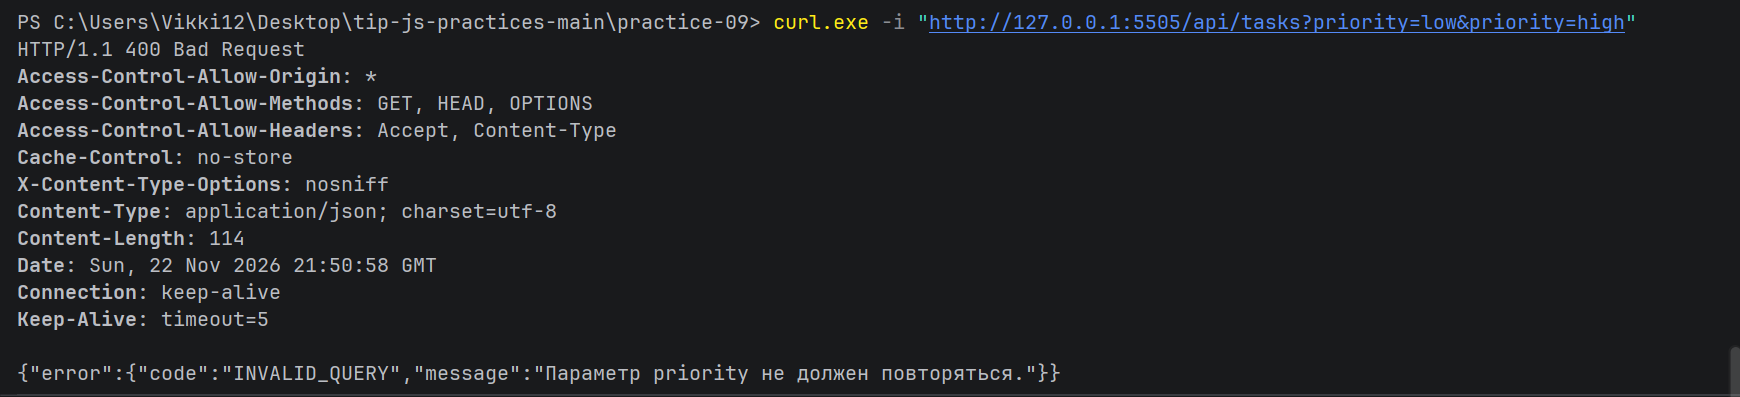 PS C:\Users\Vikki12\Desktop\tip-js-practices-main\practice-09> curl.exe -i "http://127.0.0.1:5505/api/tasks?priority=low&priority=high"
HTTP/1.1 400 Bad Request
Access-Control-Allow-Origin: *
Access-Control-Allow-Methods: GET, HEAD, OPTIONS
Access-Control-Allow-Headers: Accept, Content-Type
Cache-Control: no-store
X-Content-Type-Options: nosniff
Content-Type: application/json; charset=utf-8
Content-Length: 114
Date: Sun, 22 Nov 2026 21:50:58 GMT
Connection: keep-alive
Keep-Alive: timeout=5
{"error":{"code":"INVALID_QUERY","message":"Параметр priority не должен повторяться."}}